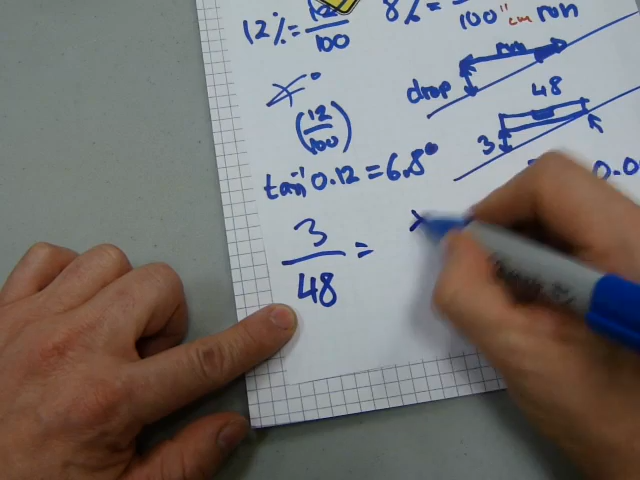 12% =
100
8% =
100" cm run
run
drop
48
3
(12/100)
tan⁻¹ 0.12 = 6.8°
3/48 =
x